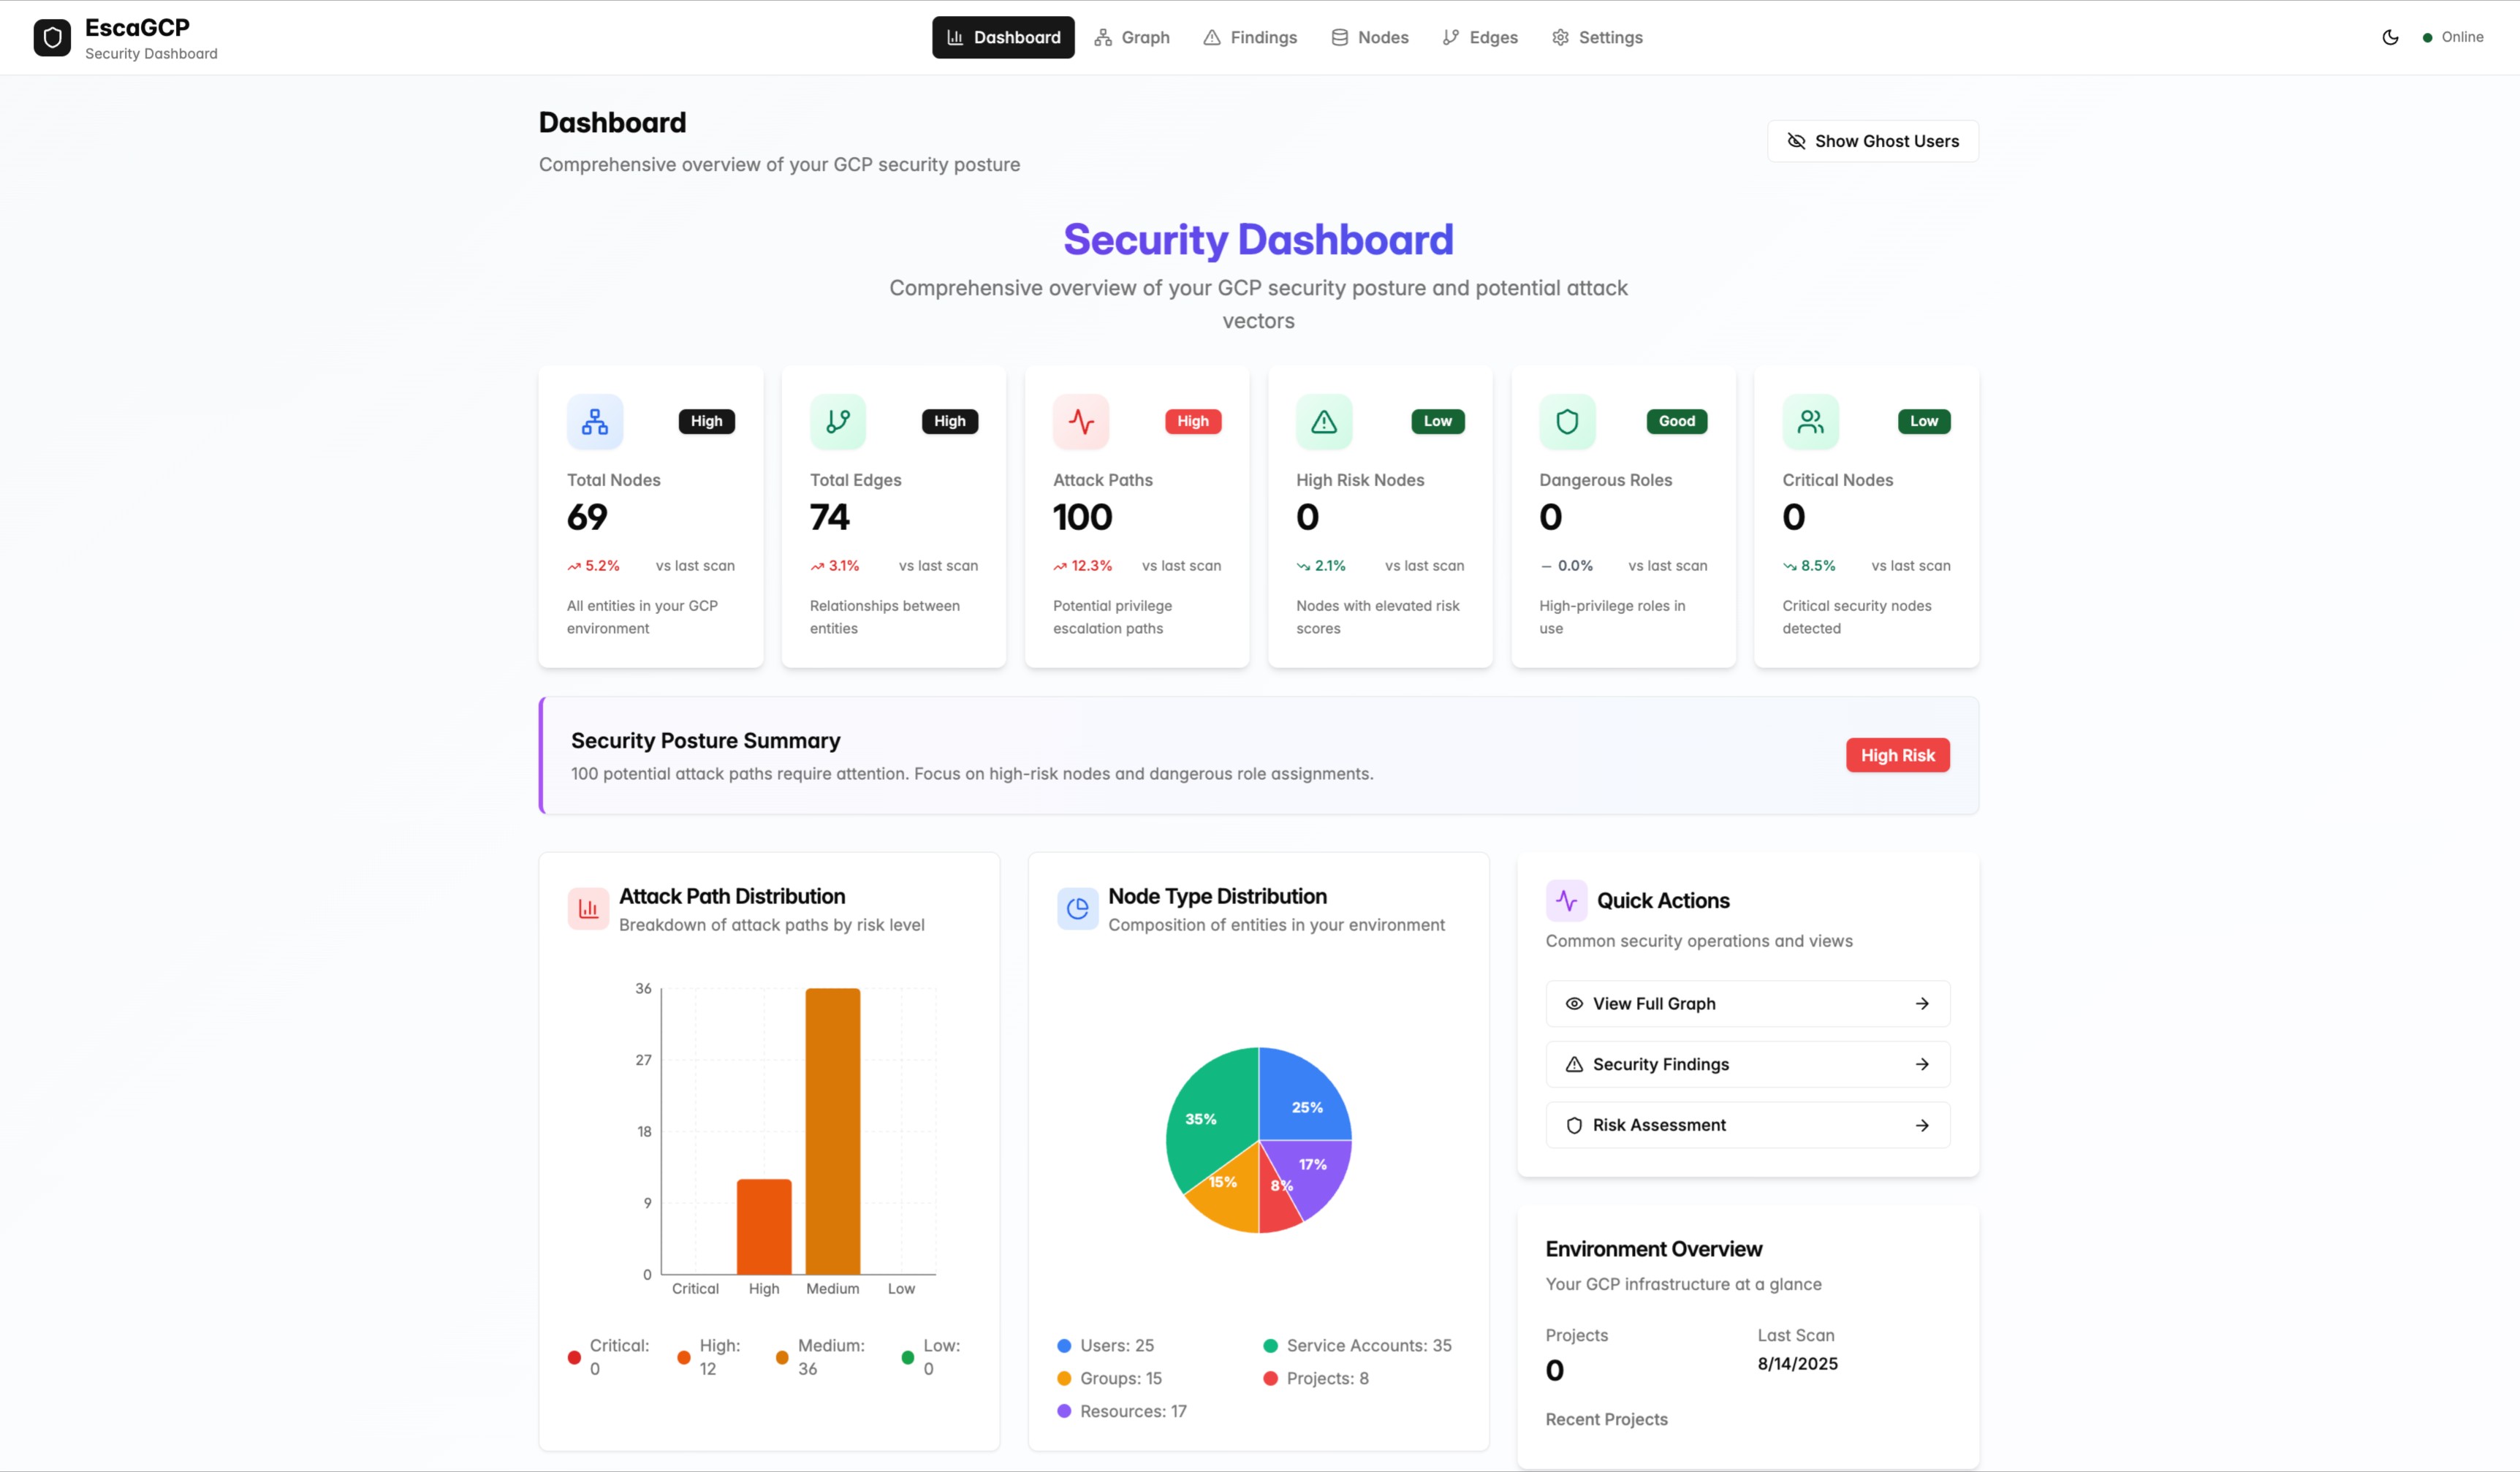 EscaGCP
Security Dashboard
Dashboard
Graph
Findings
Nodes
Edges
Settings
Online
Dashboard
Comprehensive overview of your GCP security posture
Show Ghost Users
Security Dashboard
Comprehensive overview of your GCP security posture and potential attack
vectors
High
Total Nodes
69
5.2% vs last scan
All entities in your GCP
environment
High
Total Edges
74
3.1% vs last scan
Relationships between
entities
High
Attack Paths
100
12.3% vs last scan
Potential privilege
escalation paths
Low
High Risk Nodes
0
2.1% vs last scan
Nodes with elevated risk
scores
Good
Dangerous Roles
0
0.0% vs last scan
High-privilege roles in
use
Low
Critical Nodes
0
8.5% vs last scan
Critical security nodes
detected
Security Posture Summary
100 potential attack paths require attention. Focus on high-risk nodes and dangerous role assignments.
High Risk
Attack Path Distribution
Breakdown of attack paths by risk level
36
27
18
9
0
Critical
High
Medium
Low
Critical:
0
High:
12
Medium:
36
Low:
0
Node Type Distribution
Composition of entities in your environment
25%
35%
17%
15%
8%
Users: 25
Service Accounts: 35
Groups: 15
Projects: 8
Resources: 17
Quick Actions
Common security operations and views
View Full Graph
Security Findings
Risk Assessment
Environment Overview
Your GCP infrastructure at a glance
Projects
0
Last Scan
8/14/2025
Recent Projects